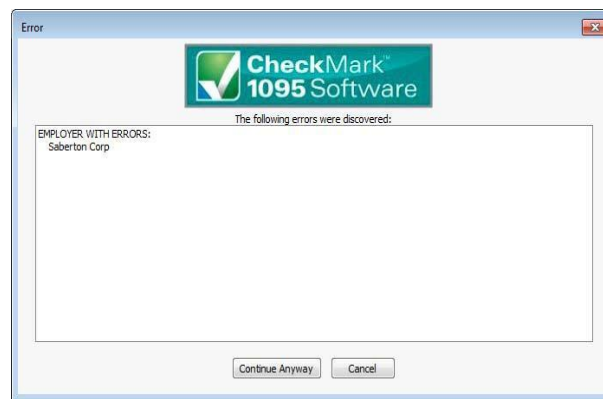 Error
CheckMark™
1095 Software
The following errors were discovered:
EMPLOYER WITH ERRORS:
Saberton Corp
Continue Anyway
Cancel